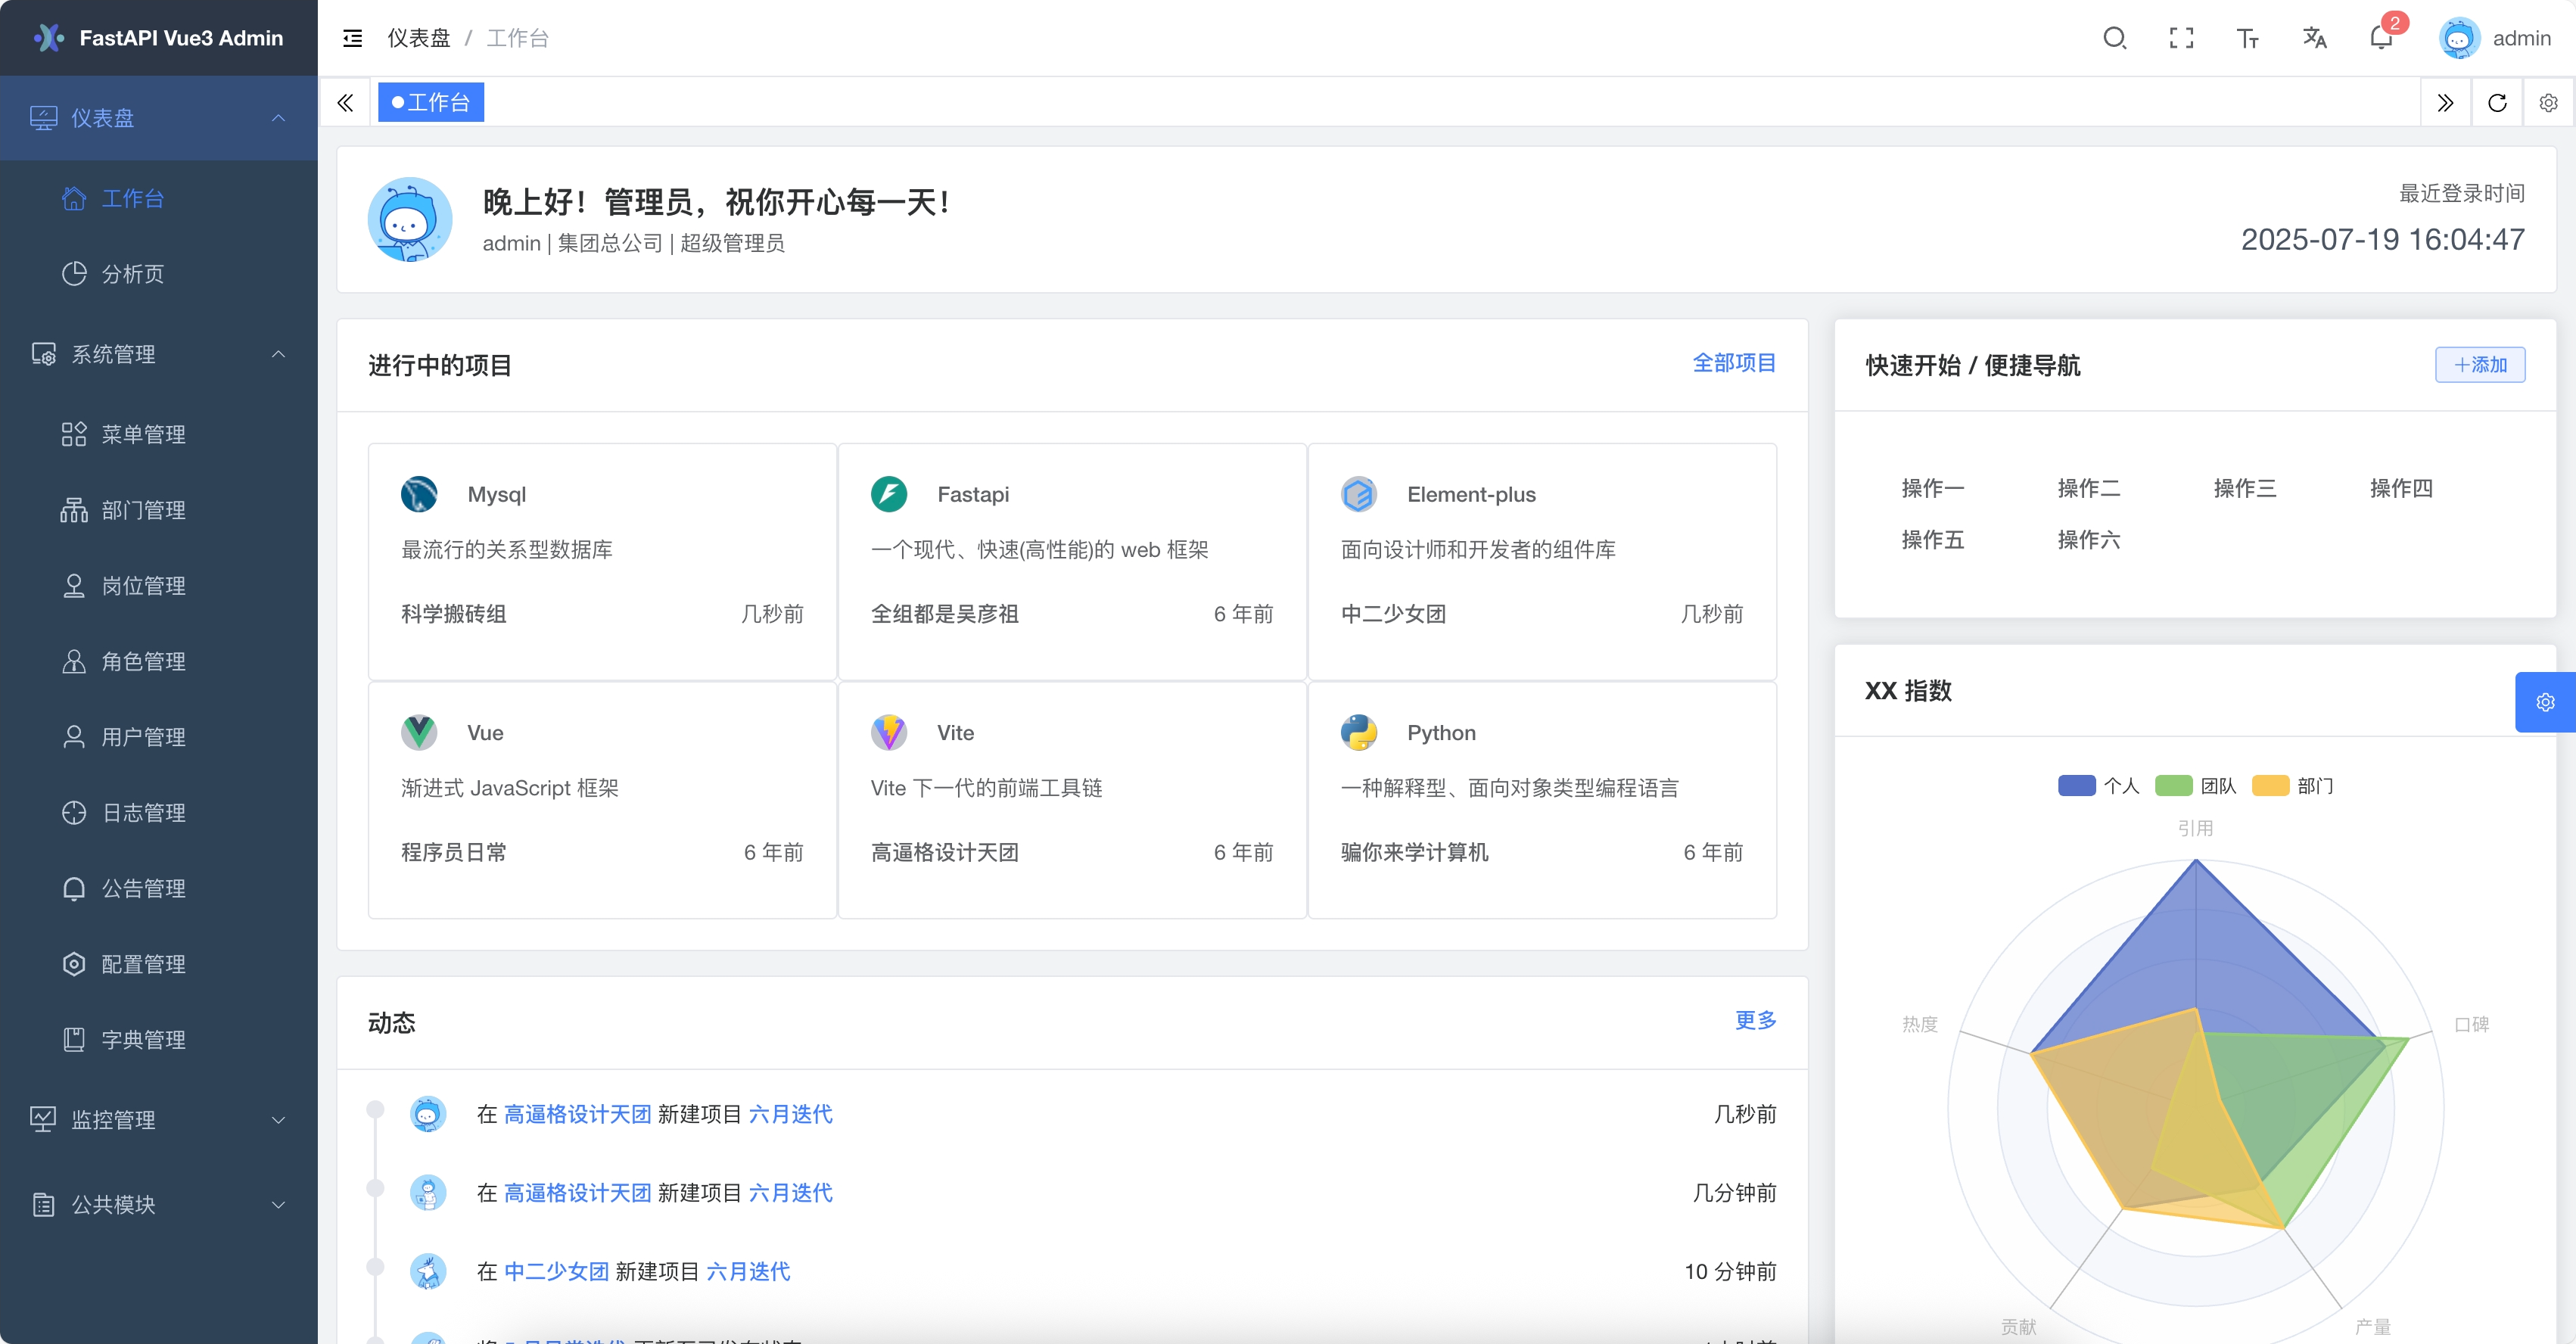 FastAPI Vue3 Admin
仪表盘
工作台
分析页
系统管理
菜单管理
部门管理
岗位管理
角色管理
用户管理
日志管理
公告管理
配置管理
字典管理
监控管理
公共模块
仪表盘 / 工作台
2
admin
工作台
晚上好！管理员，祝你开心每一天！
admin | 集团总公司 | 超级管理员
最近登录时间
2025-07-19 16:04:47
进行中的项目
全部项目
Mysql
最流行的关系型数据库
科学搬砖组 几秒前
Fastapi
一个现代、快速(高性能)的 web 框架
全组都是吴彦祖 6 年前
Element-plus
面向设计师和开发者的组件库
中二少女团 几秒前
Vue
渐进式 JavaScript 框架
程序员日常 6 年前
Vite
Vite 下一代的前端工具链
高逼格设计天团 6 年前
Python
一种解释型、面向对象类型编程语言
骗你来学计算机 6 年前
动态
更多
在 高逼格设计天团 新建项目 六月迭代 几秒前
在 高逼格设计天团 新建项目 六月迭代 几分钟前
在 中二少女团 新建项目 六月迭代 10 分钟前
快速开始 / 便捷导航
添加
操作一 操作二 操作三 操作四
操作五 操作六
XX 指数
个人 团队 部门
引用
热度
口碑
贡献
产量